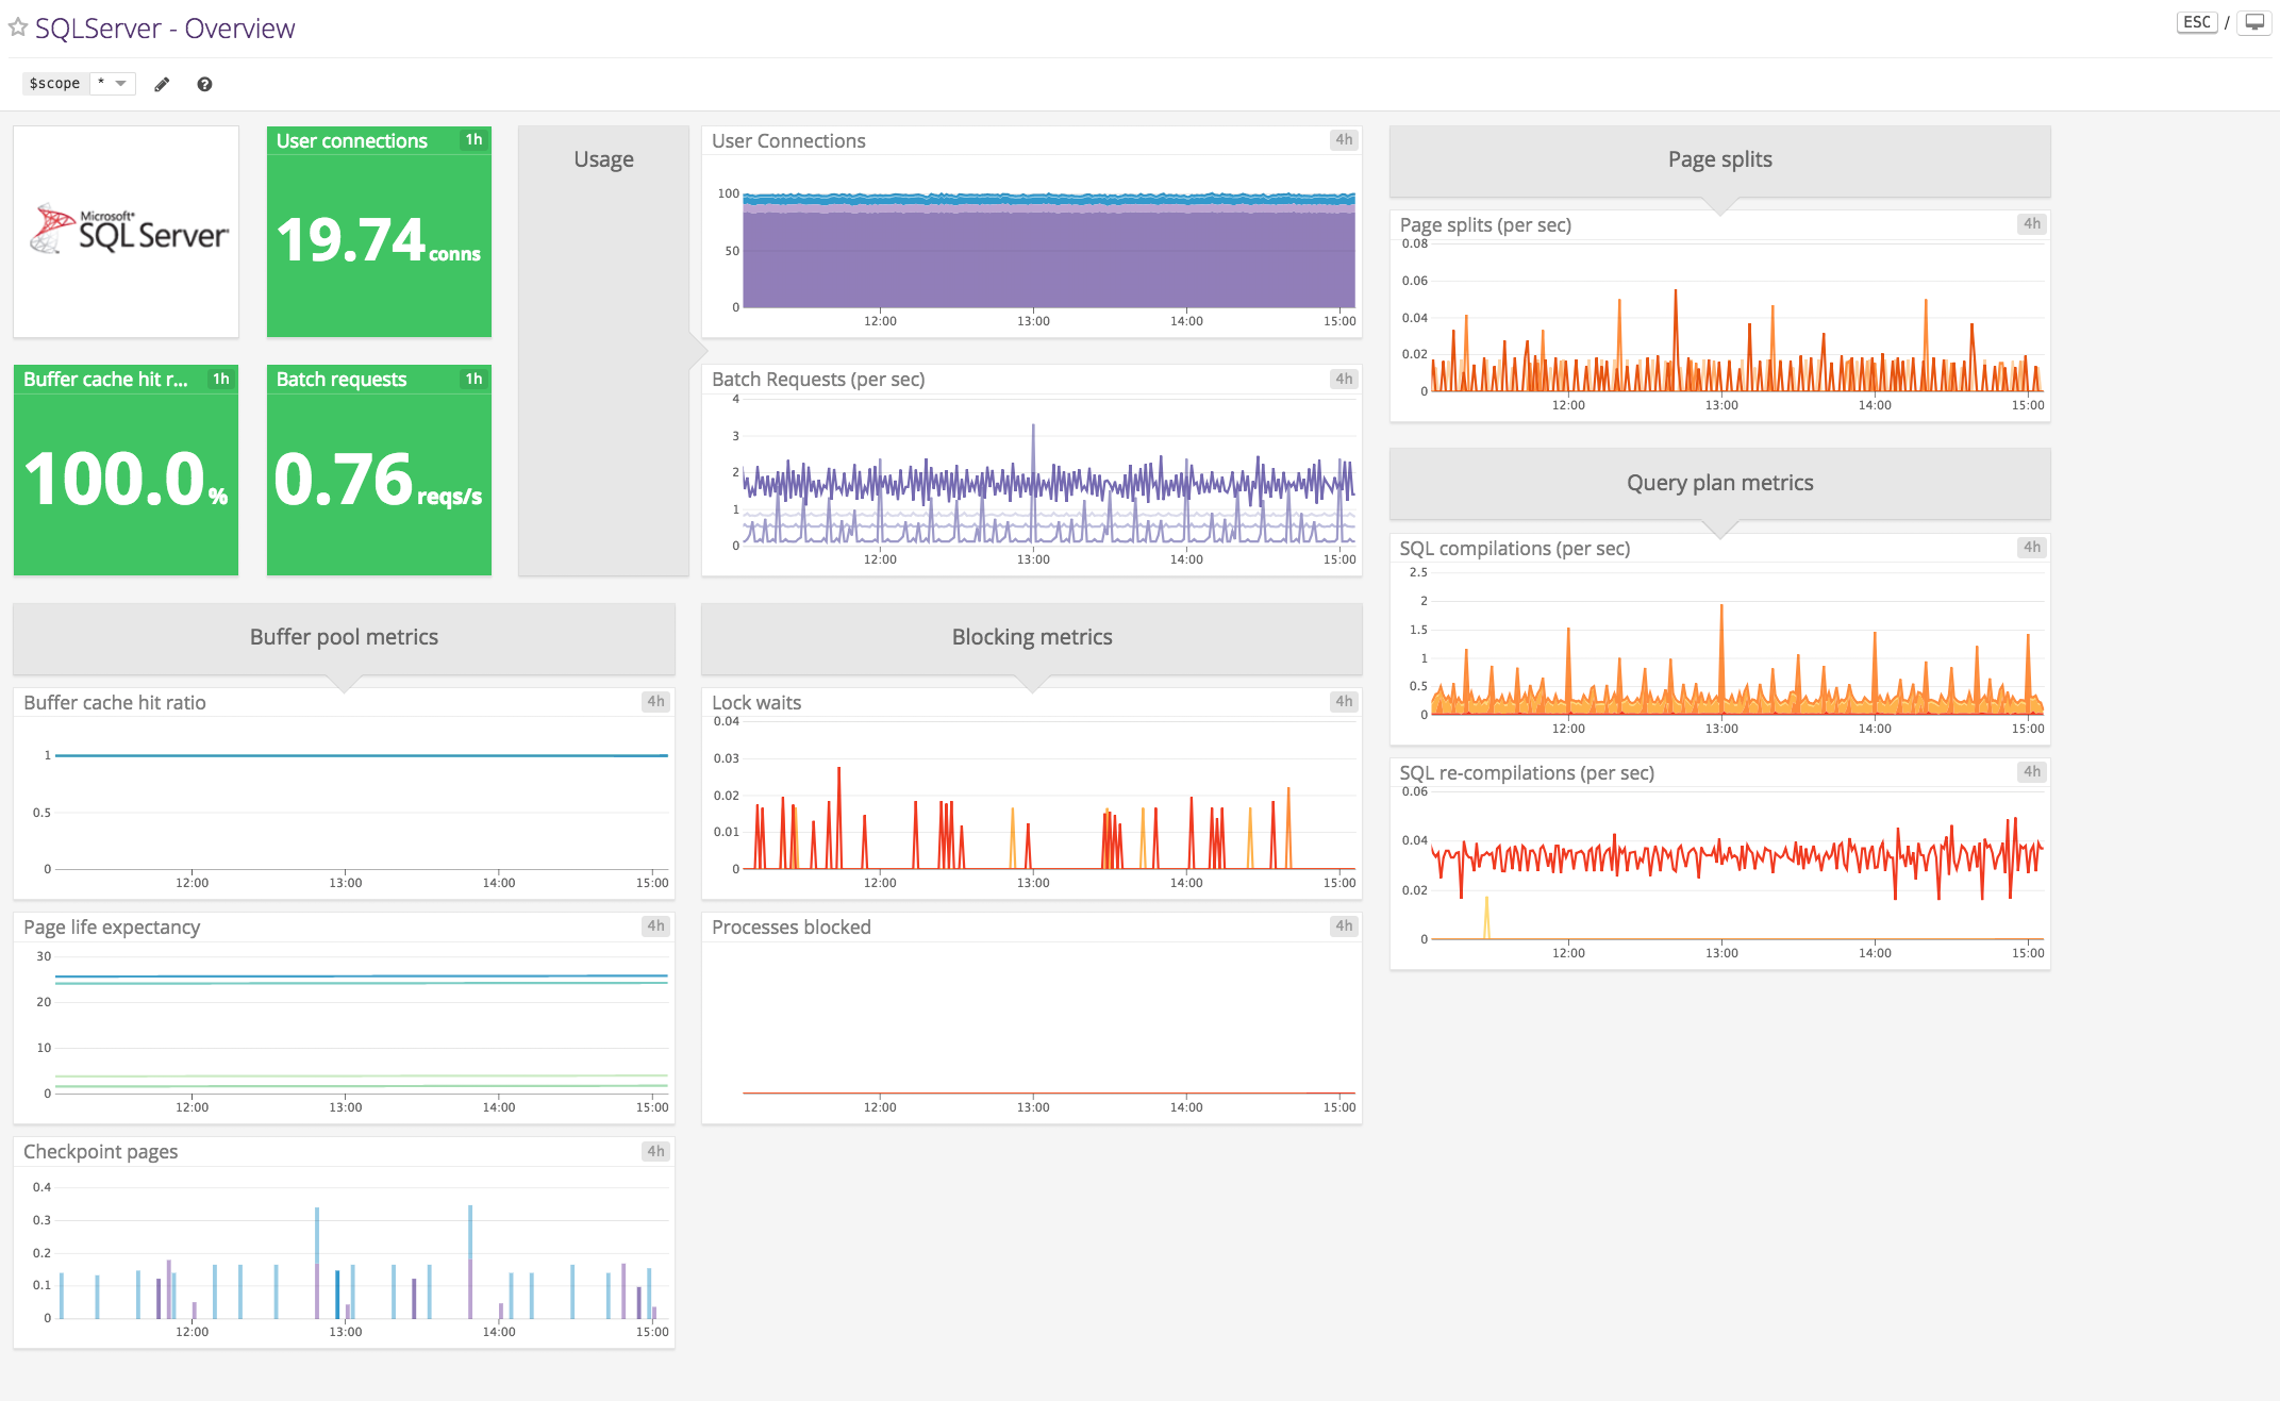 SQLServer - Overview
ESC /
$scope *
Microsoft®
SQL Server®
User connections 1h
19.74 conns
Buffer cache hit r... 1h
100.0 %
Batch requests 1h
0.76 reqs/s
Usage
User Connections 4h
100
50
0
12:00 13:00 14:00 15:00
Batch Requests (per sec) 4h
4
3
2
1
0
12:00 13:00 14:00 15:00
Page splits
Page splits (per sec) 4h
0.08
0.06
0.04
0.02
0
12:00 13:00 14:00 15:00
Query plan metrics
SQL compilations (per sec) 4h
2.5
2
1.5
1
0.5
0
12:00 13:00 14:00 15:00
SQL re-compilations (per sec) 4h
0.06
0.04
0.02
0
12:00 13:00 14:00 15:00
Buffer pool metrics
Buffer cache hit ratio 4h
1
0.5
0
12:00 13:00 14:00 15:00
Page life expectancy 4h
30
20
10
0
12:00 13:00 14:00 15:00
Checkpoint pages 4h
0.4
0.3
0.2
0.1
0
12:00 13:00 14:00 15:00
Blocking metrics
Lock waits 4h
0.04
0.03
0.02
0.01
0
12:00 13:00 14:00 15:00
Processes blocked 4h
12:00 13:00 14:00 15:00